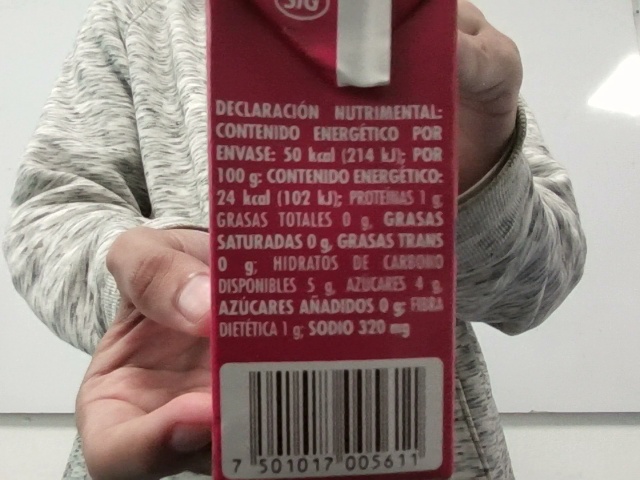 SIG
DECLARACIÓN NUTRIMENTAL:
CONTENIDO ENERGÉTICO POR
ENVASE: 50 kcal (214 kJ); POR
100 g: CONTENIDO ENERGÉTICO:
24 kcal (102 kJ); PROTEÍNAS 1 g;
GRASAS TOTALES 0 g, GRASAS
SATURADAS 0 g, GRASAS TRANS
0 g; HIDRATOS DE CARBONO
DISPONIBLES 5 g, AZÚCARES 4 g,
AZÚCARES AÑADIDOS 0 g; FIBRA
DIETÉTICA 1 g; SODIO 320 mg
7 501017 005611